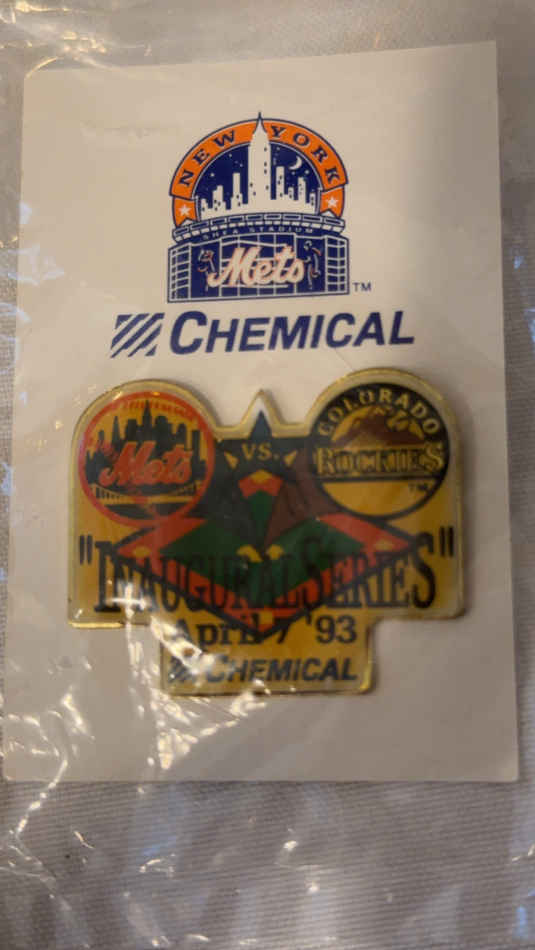 NEW YORK
SHEA STADIUM
Mets
TM
CHEMICAL
Mets
VS.
COLORADO
ROCKIES
TM
"INAUGURAL SERIES"
April 7 '93
CHEMICAL